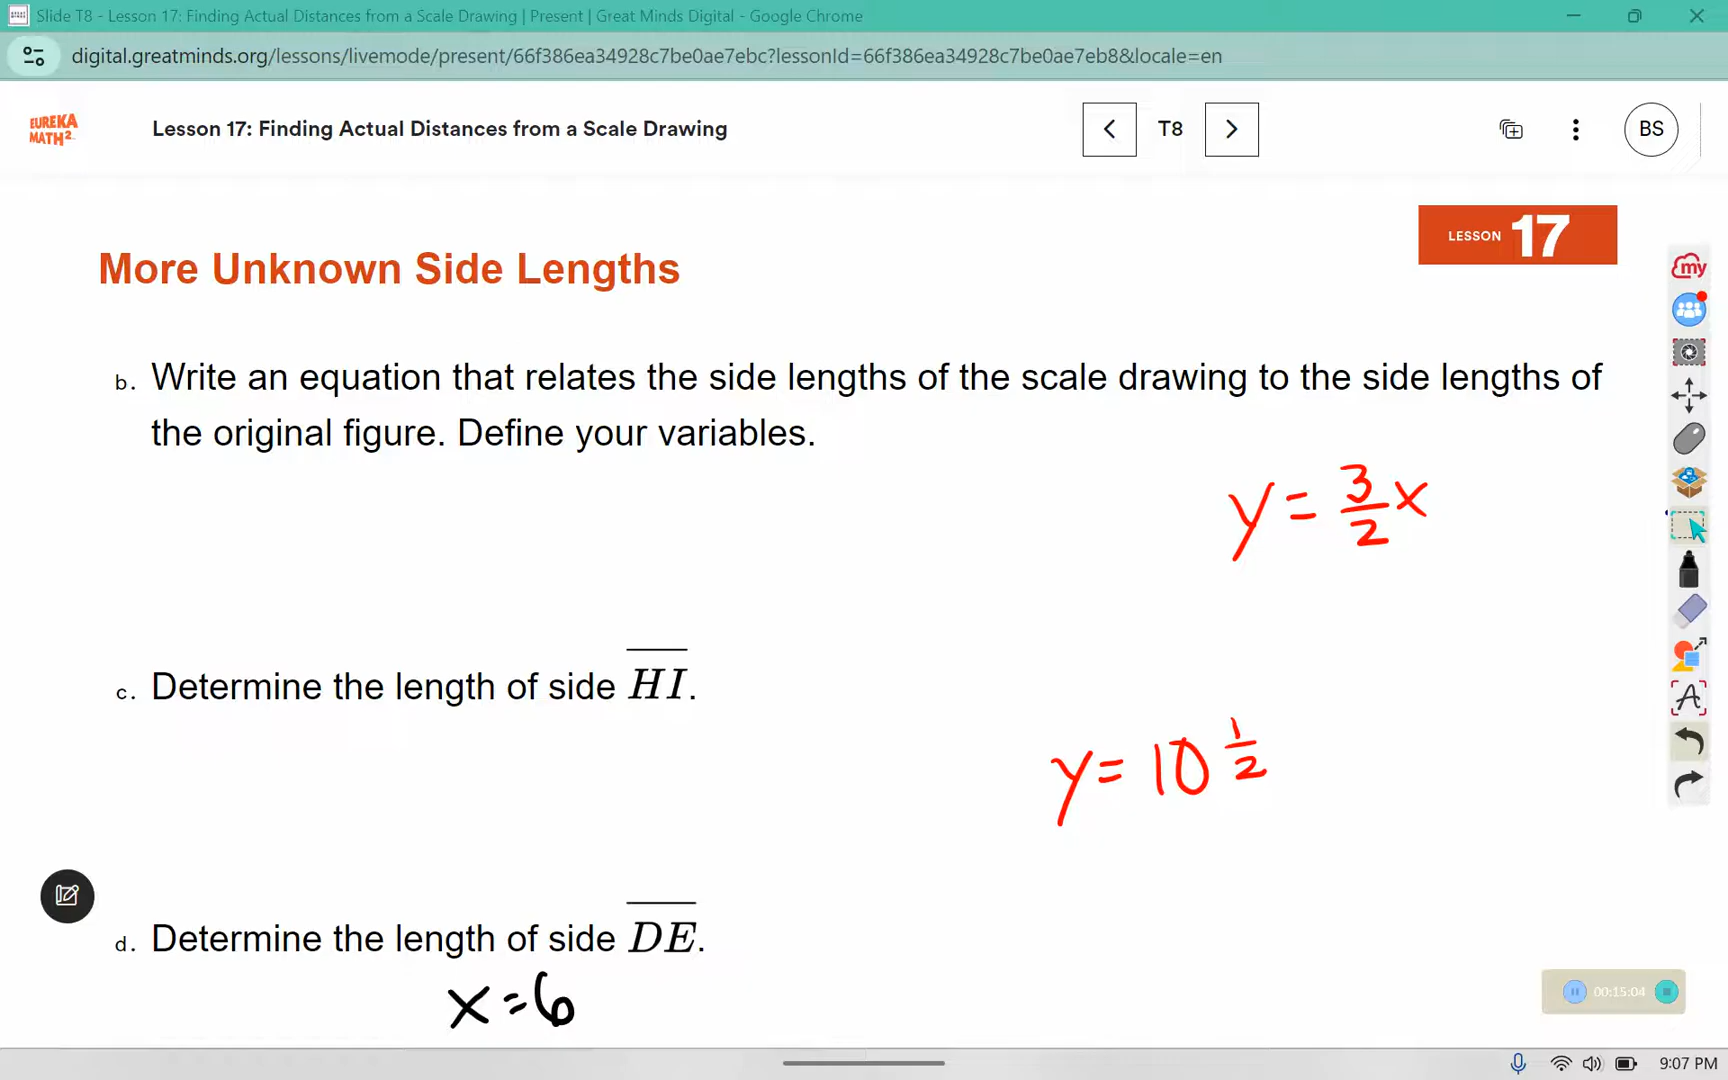 Slide T8 - Lesson 17: Finding Actual Distances from a Scale Drawing | Present | Great Minds Digital - Google Chrome
digital.greatminds.org/lessons/livemode/present/66f386ea34928c7be0ae7ebc?lessonId=66f386ea34928c7be0ae7eb8&locale=en
EUREKA
MATH²
Lesson 17: Finding Actual Distances from a Scale Drawing
T8
BS
LESSON 17
More Unknown Side Lengths
my
b. Write an equation that relates the side lengths of the scale drawing to the side lengths of
the original figure. Define your variables.
y = 3/2 x
c. Determine the length of side HI.
A
y = 10 1/2
d. Determine the length of side DE.
x = 6
00:15:04
9:07 PM